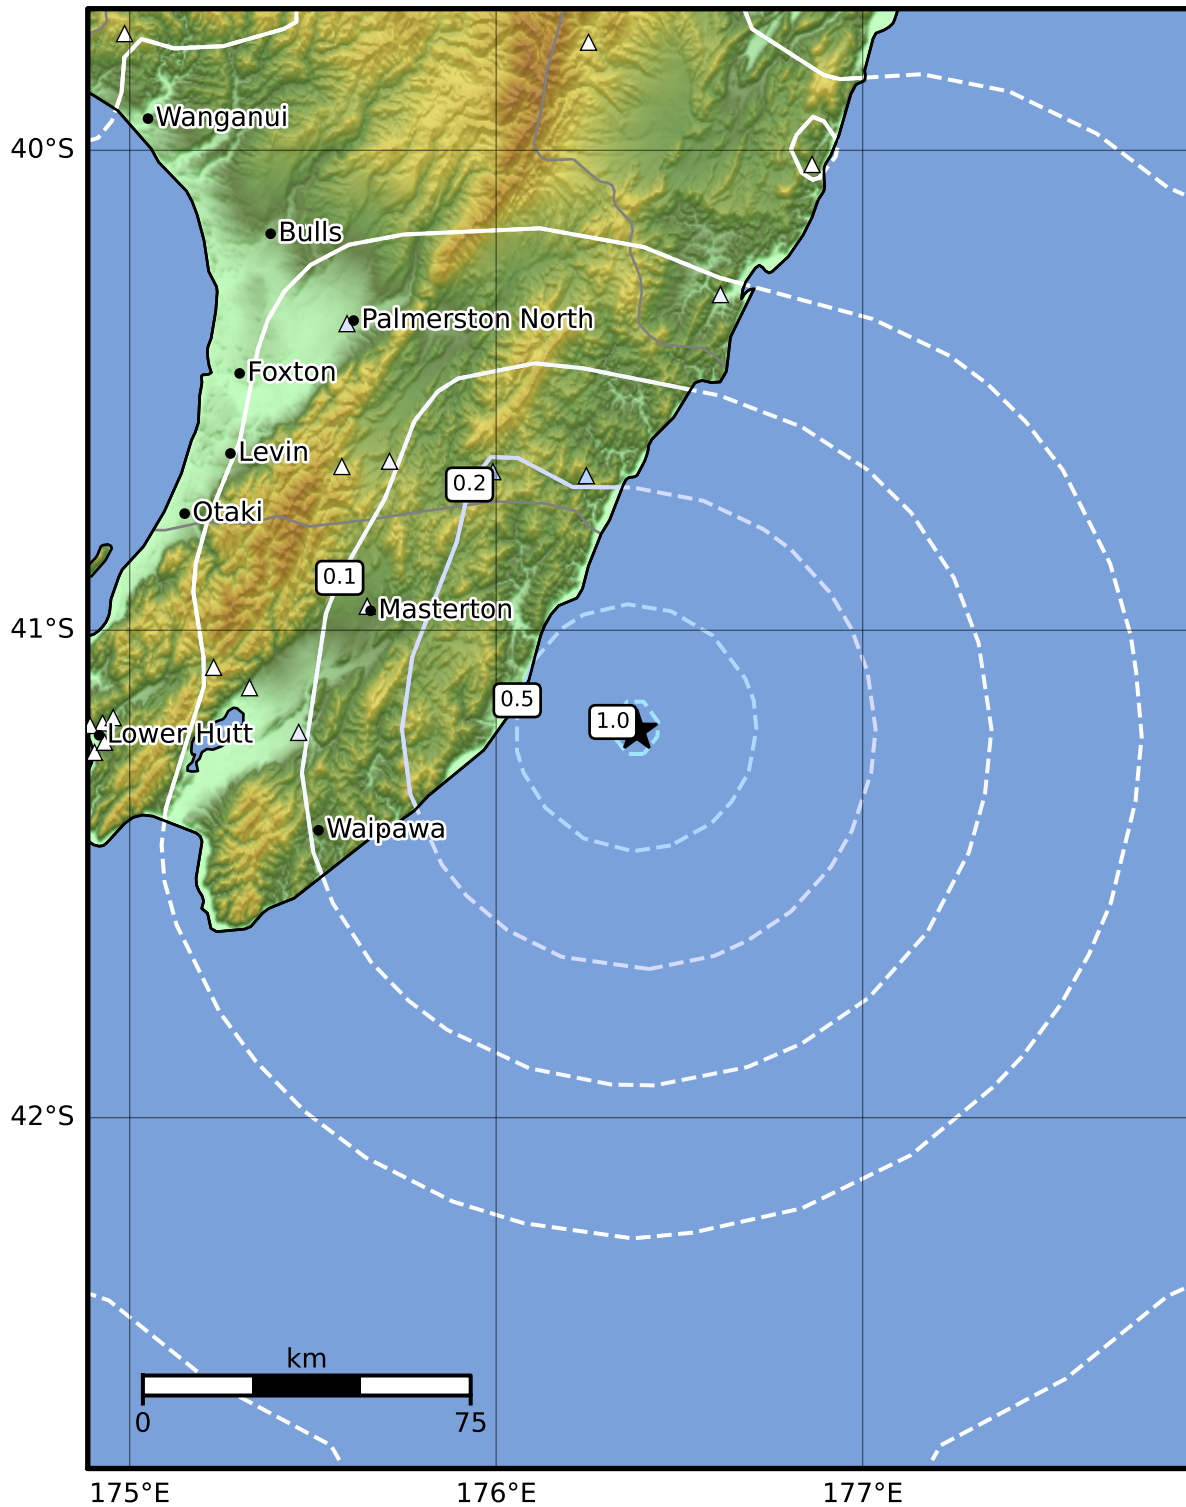 Wanganui
40°S
Bulls
Palmerston North
Foxton
Levin
0.2
Otaki
0.1
Masterton
41°S
0.5
1.0
Lower Hutt
Waipawa
42°S
km
0 75
175°E 176°E 177°E